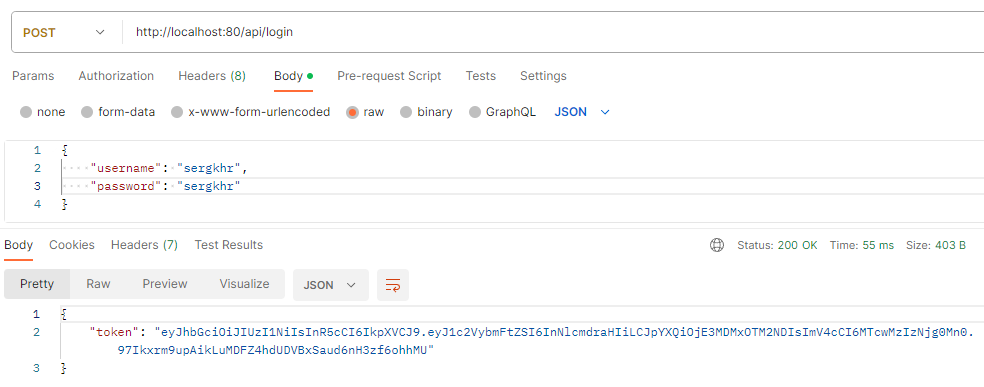 POST http://localhost:80/api/login
Params Authorization Headers (8) Body Pre-request Script Tests Settings
none form-data x-www-form-urlencoded raw binary GraphQL JSON
1 {
2 "username": "sergkhr",
3 "password": "sergkhr"
4 }
Body Cookies Headers (7) Test Results Status: 200 OK Time: 55 ms Size: 403 B
Pretty Raw Preview Visualize JSON
1 {
2 "token": "eyJhbGciOiJIUzI1NiIsInR5cCI6IkpXVCJ9.eyJ1c2VybmFtZSI6InNlcmdraHIiLCJpYXQiOjE3MDMxOTM2NDIsImV4cCI6MTcwMzIzNjg0Mn0.
97Ikxrm9upAikLuMDFZ4hdUDVBxSaud6nH3zf6ohhMU"
3 }